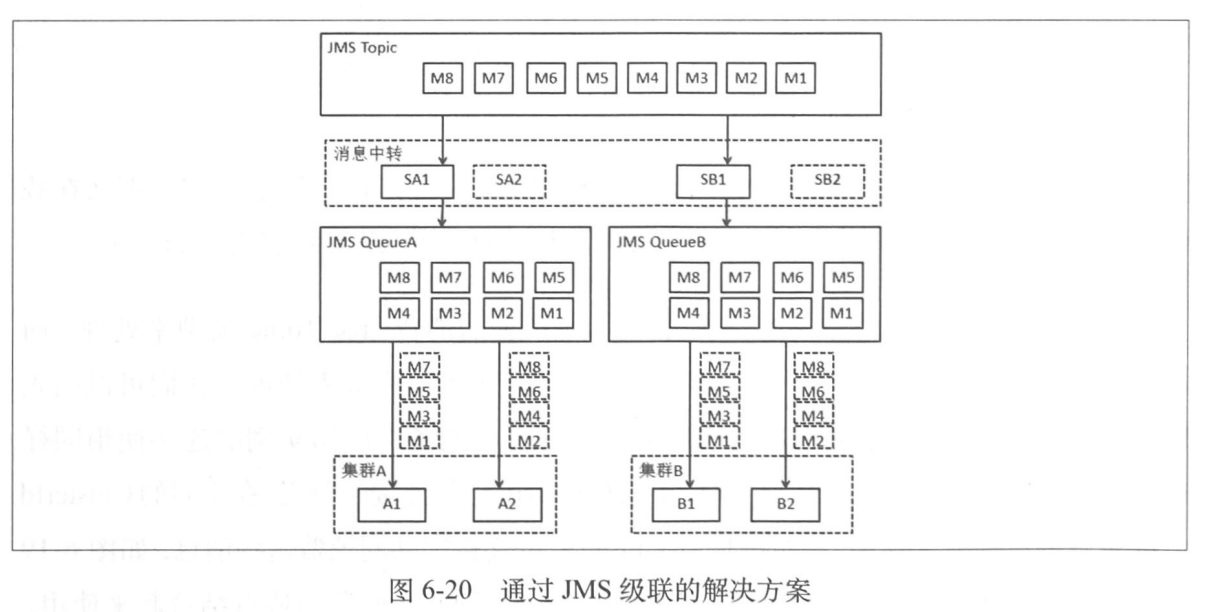 JMS Topic
M8 M7 M6 M5 M4 M3 M2 M1
消息中转
SA1 SA2 SB1 SB2
JMS QueueA JMS QueueB
M8 M7 M6 M5 M8 M7 M6 M5
M4 M3 M2 M1 M4 M3 M2 M1
M7 M8 M7 M8
M5 M6 M5 M6
M3 M4 M3 M4
M1 M2 M1 M2
集群A 集群B
A1 A2 B1 B2
图 6-20 通过 JMS 级联的解决方案